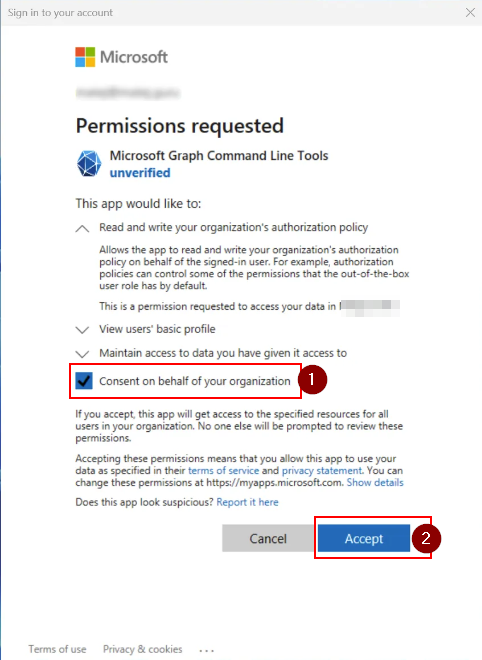 Sign in to your account
Microsoft
Permissions requested
Microsoft Graph Command Line Tools
unverified
This app would like to:
Read and write your organization's authorization policy
Allows the app to read and write your organization's authorization
policy on behalf of the signed-in user. For example, authorization
policies can control some of the permissions that the out-of-the-box
user role has by default.
This is a permission requested to access your data in
View users' basic profile
Maintain access to data you have given it access to
Consent on behalf of your organization 1
If you accept, this app will get access to the specified resources for all
users in your organization. No one else will be prompted to review these
permissions.
Accepting these permissions means that you allow this app to use your
data as specified in their terms of service and privacy statement. You can
change these permissions at https://myapps.microsoft.com. Show details
Does this app look suspicious? Report it here
Cancel Accept 2
Terms of use Privacy & cookies ...